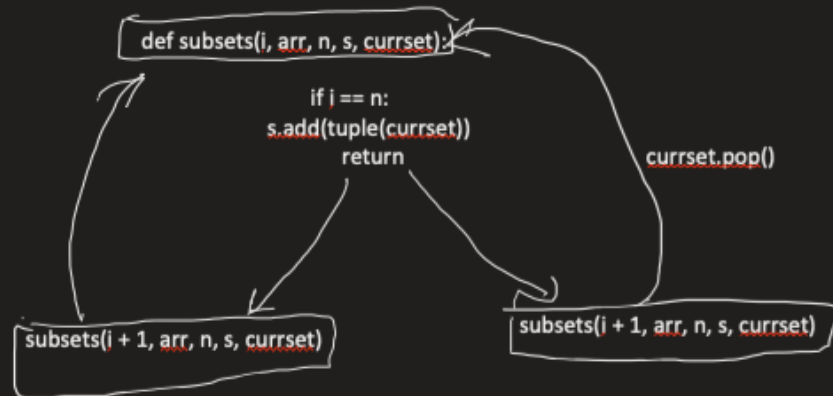 def subsets(i, arr, n, s, currset):
if i == n:
s.add(tuple(currset))
return
currset.pop()
subsets(i + 1, arr, n, s, currset)
subsets(i + 1, arr, n, s, currset)